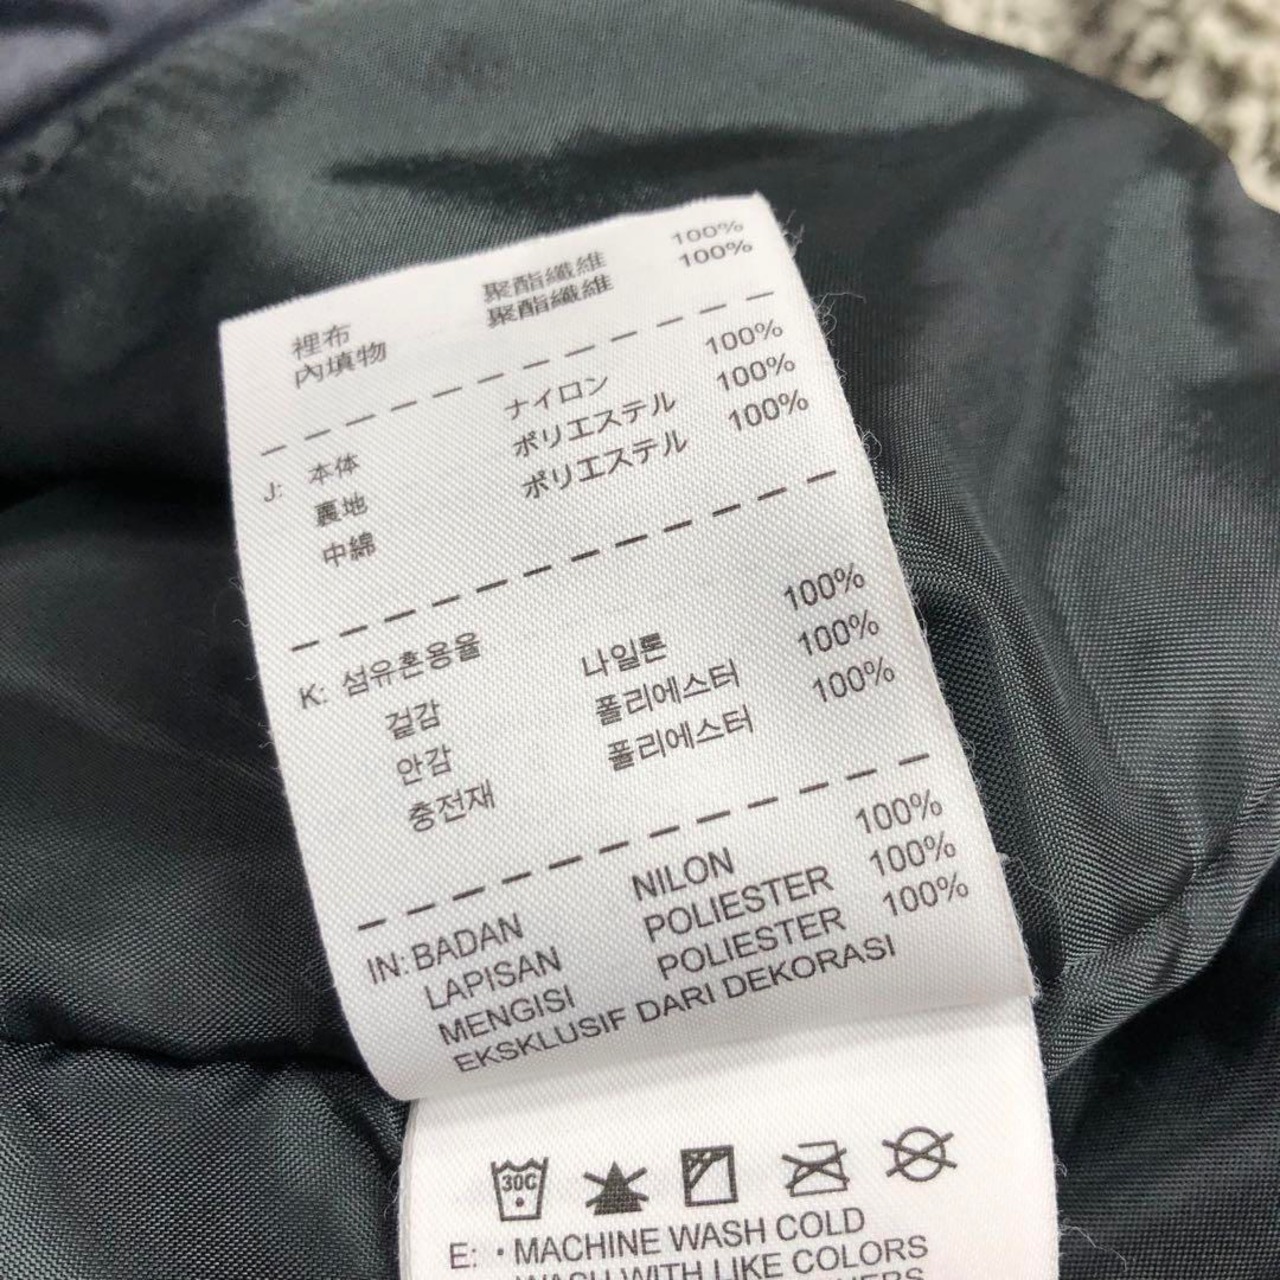 裡布 聚酯纖維 100%
內填物 聚酯纖維 100%
J: 本体 ナイロン 100%
裏地 ポリエステル 100%
中綿 ポリエステル 100%
K: 섬유혼용율
겉감 나일론 100%
안감 폴리에스터 100%
충전재 폴리에스터 100%
IN: BADAN NILON 100%
LAPISAN POLIESTER 100%
MENGISI POLIESTER 100%
EKSKLUSIF DARI DEKORASI
30C
E: • MACHINE WASH COLD
WASH WITH LIKE COLORS